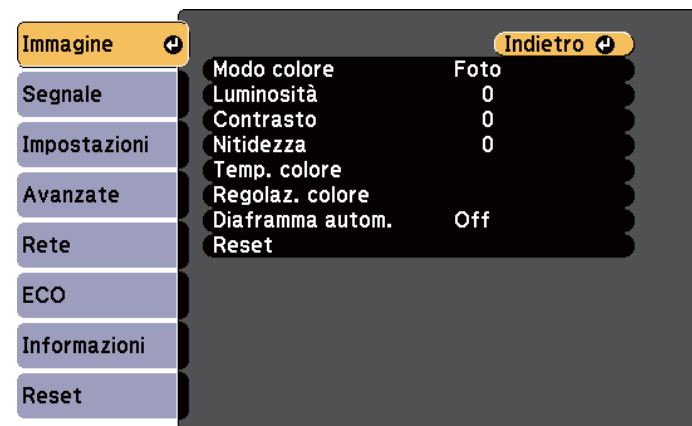 Immagine
Segnale
Impostazioni
Avanzate
Rete
ECO
Informazioni
Reset
Indietro
Modo colore Foto
Luminosità 0
Contrasto 0
Nitidezza 0
Temp. colore
Regolaz. colore
Diaframma autom. Off
Reset